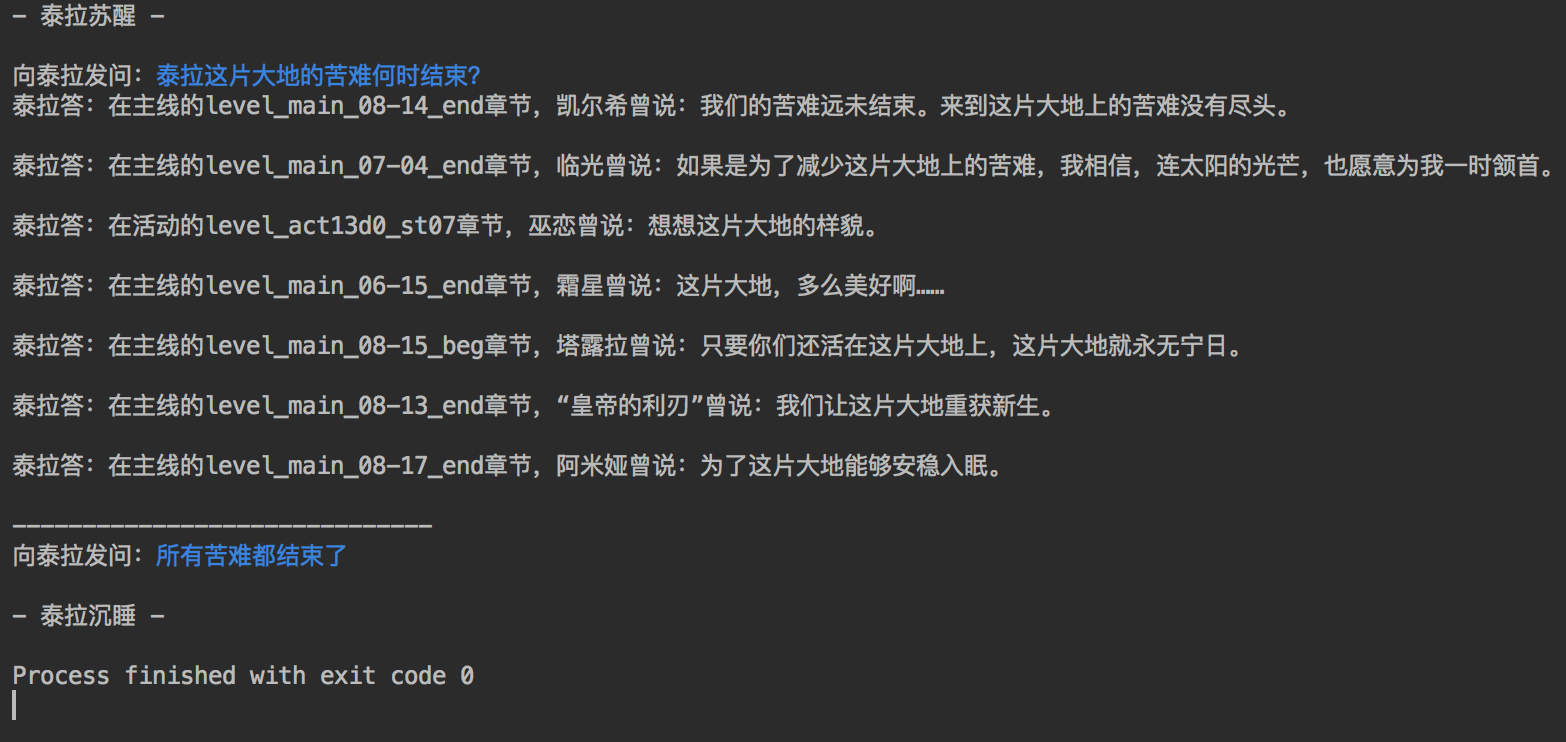 - 泰拉苏醒 -
向泰拉发问：泰拉这片大地的苦难何时结束?
泰拉答：在主线的level_main_08-14_end章节，凯尔希曾说：我们的苦难远未结束。来到这片大地上的苦难没有尽头。
泰拉答：在主线的level_main_07-04_end章节，临光曾说：如果是为了减少这片大地上的苦难，我相信，连太阳的光芒，也愿意为我一时颔首。
泰拉答：在活动的level_act13d0_st07章节，巫恋曾说：想想这片大地的样貌。
泰拉答：在主线的level_main_06-15_end章节，霜星曾说：这片大地，多么美好啊……
泰拉答：在主线的level_main_08-15_beg章节，塔露拉曾说：只要你们还活在这片大地上，这片大地就永无宁日。
泰拉答：在主线的level_main_08-13_end章节，“皇帝的利刃”曾说：我们让这片大地重获新生。
泰拉答：在主线的level_main_08-17_end章节，阿米娅曾说：为了这片大地能够安稳入眠。
______________________________
向泰拉发问：所有苦难都结束了
- 泰拉沉睡 -
Process finished with exit code 0